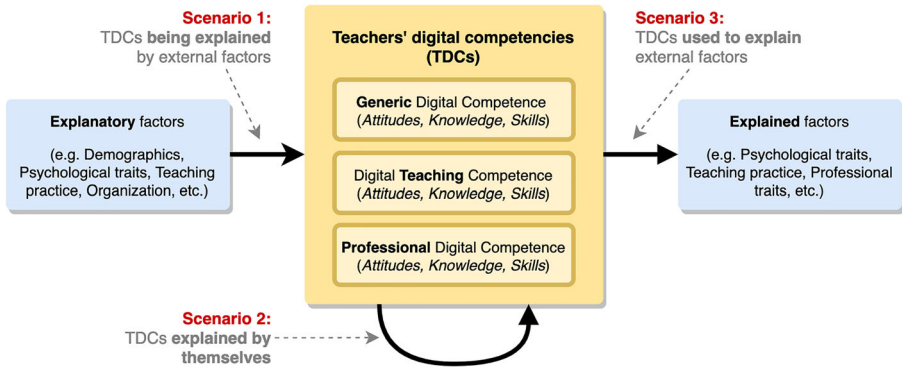 Scenario 1:
TDCs being explained
by external factors
Teachers' digital competencies
(TDCs)
Scenario 3:
TDCs used to explain
external factors
Explanatory factors
(e.g. Demographics,
Psychological traits, Teaching
practice, Organization, etc.)
Generic Digital Competence
(Attitudes, Knowledge, Skills)
Digital Teaching Competence
(Attitudes, Knowledge, Skills)
Professional Digital Competence
(Attitudes, Knowledge, Skills)
Explained factors
(e.g. Psychological traits,
Teaching practice, Professional
traits, etc.)
Scenario 2:
TDCs explained by
themselves